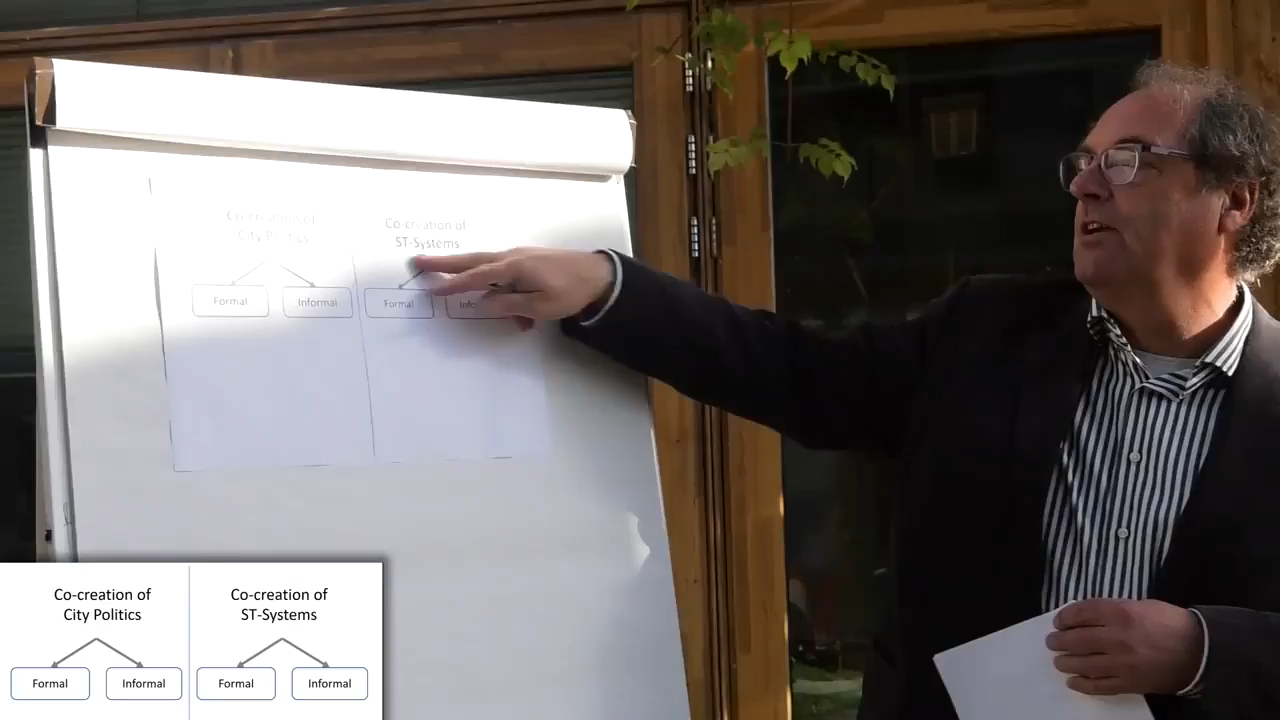 Co-creation of
City Politics
Co-creation of
ST-Systems
Formal
Informal
Formal
Info
Co-creation of
City Politics
Co-creation of
ST-Systems
Formal
Informal
Formal
Informal